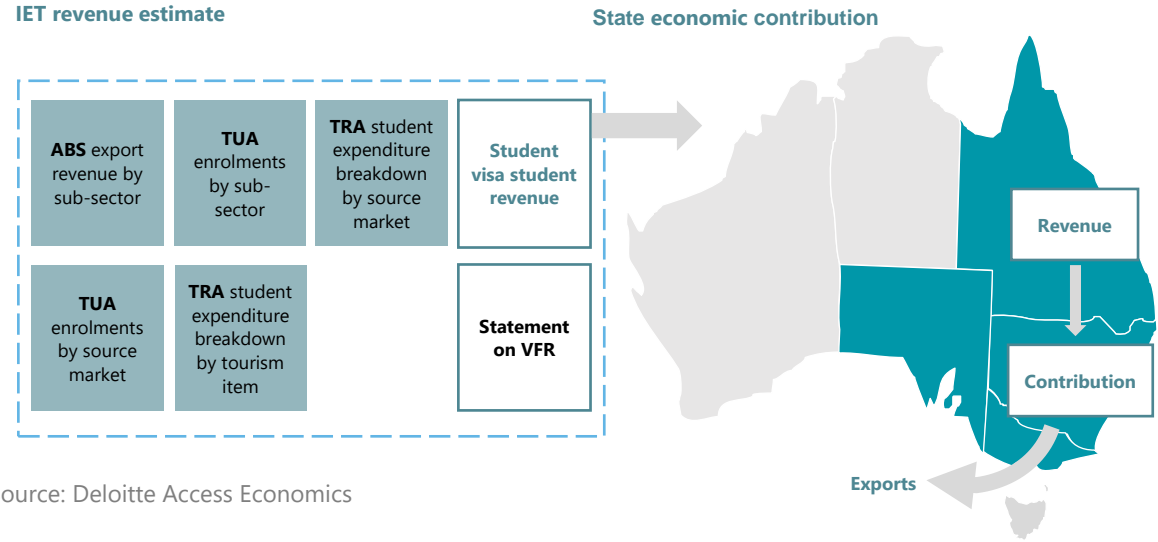 IET revenue estimate
State economic contribution
ABS export
revenue by
sub-sector
TUA
enrolments
by sub-
sector
TRA student
expenditure
breakdown
by source
market
Student
visa student
revenue
TUA
enrolments
by source
market
TRA student
expenditure
breakdown
by tourism
item
Statement
on VFR
Revenue
Contribution
Exports
ource: Deloitte Access Economics